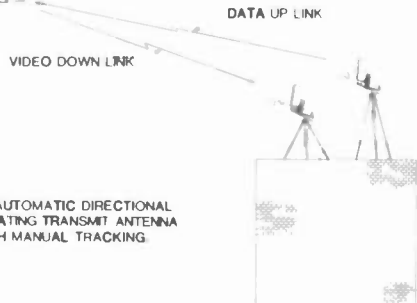 DATA UP LINK
VIDEO DOWN LINK
AUTOMATIC DIRECTIONAL
ATING TRANSMIT ANTENNA
H MANUAL TRACKING